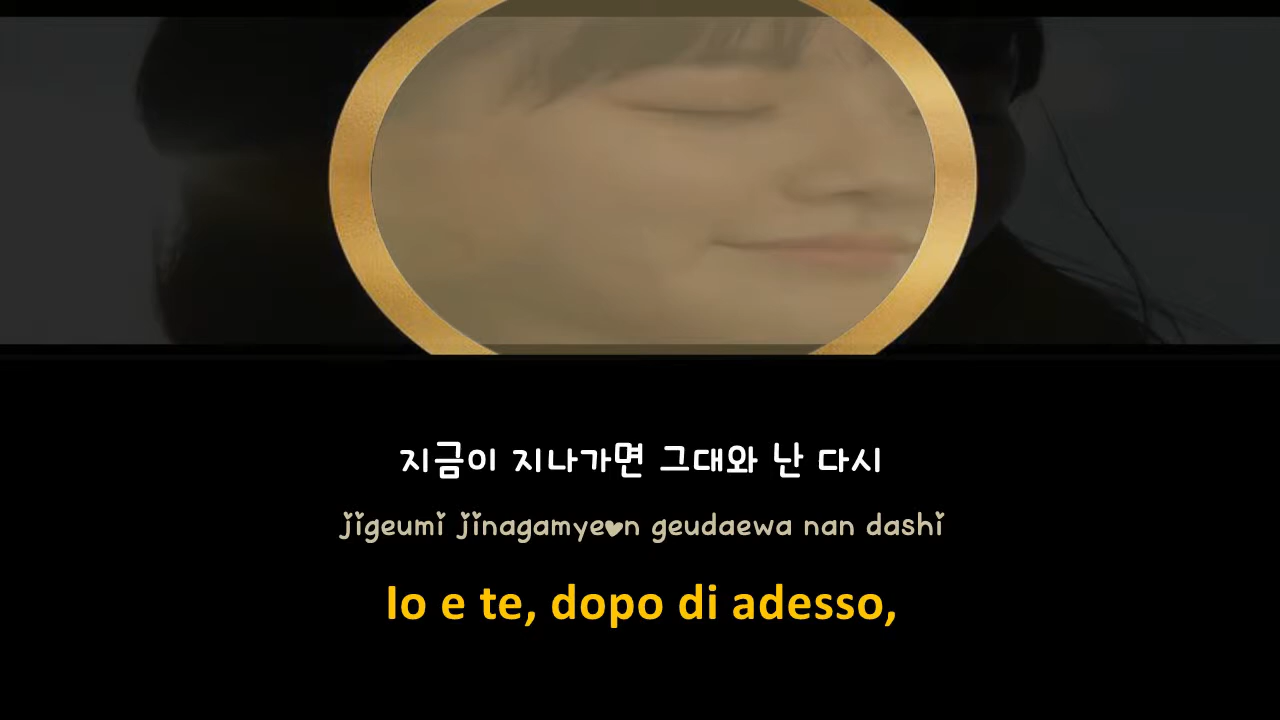 지금이 지나가면 그대와 난 다시
jigeumi jinagamyeon geudaewa nan dashi
Io e te, dopo di adesso,